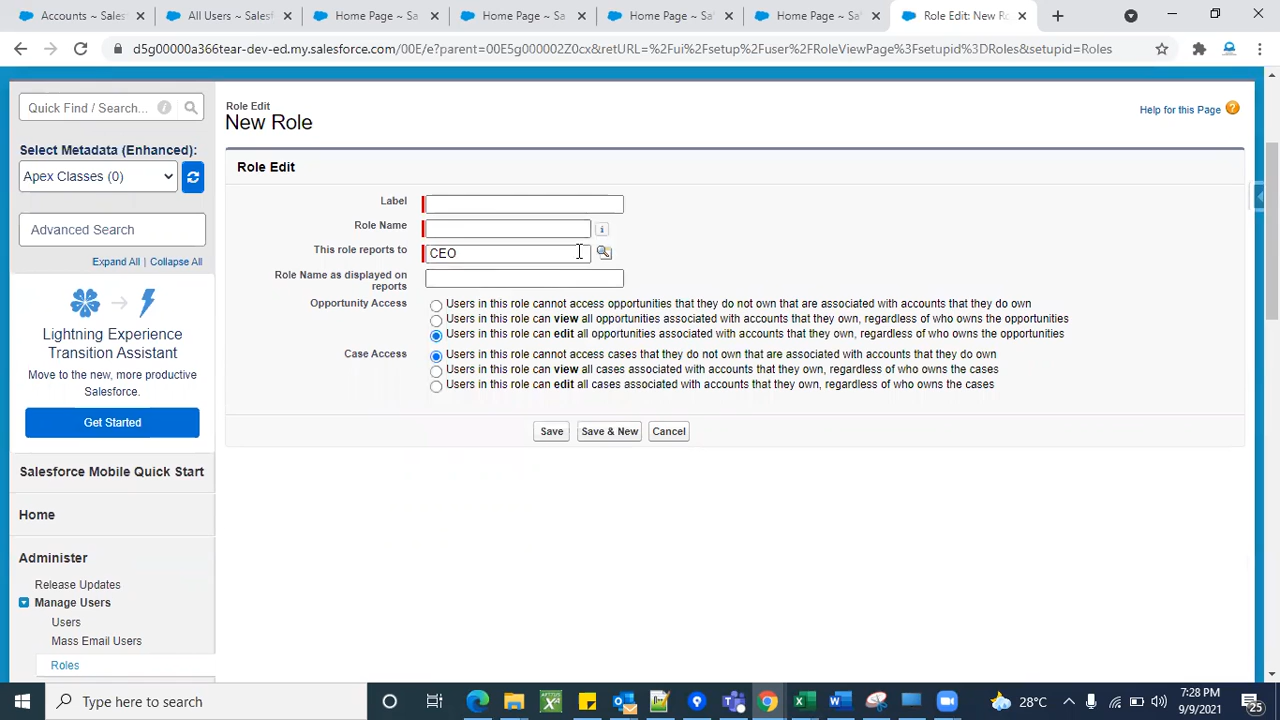 Accounts ~ Sales
All Users ~ Salesf
Home Page ~ Sa
Home Page ~ Sa
Home Page ~ Sa
Home Page ~ Sa
Role Edit: New Ro
d5g00000a366tear-dev-ed.my.salesforce.com/00E/e?parent=00E5g000002Z0cx&retURL=%2Fui%2Fsetup%2Fuser%2FRoleViewPage%3Fsetupid%3DRoles&setupid=Roles
Quick Find / Search...
Select Metadata (Enhanced):
Apex Classes (0)
Advanced Search
Expand All | Collapse All
Lightning Experience
Transition Assistant
Move to the new, more productive
Salesforce.
Get Started
Salesforce Mobile Quick Start
Home
Administer
Release Updates
Manage Users
Users
Mass Email Users
Roles
Role Edit
New Role
Help for this Page
Role Edit
Label
Role Name
This role reports to
CEO
Role Name as displayed on
reports
Opportunity Access
Users in this role cannot access opportunities that they do not own that are associated with accounts that they do own
Users in this role can view all opportunities associated with accounts that they own, regardless of who owns the opportunities
Users in this role can edit all opportunities associated with accounts that they own, regardless of who owns the opportunities
Case Access
Users in this role cannot access cases that they do not own that are associated with accounts that they do own
Users in this role can view all cases associated with accounts that they own, regardless of who owns the cases
Users in this role can edit all cases associated with accounts that they own, regardless of who owns the cases
Save
Save & New
Cancel
Type here to search
28°C
7:28 PM
9/9/2021
25